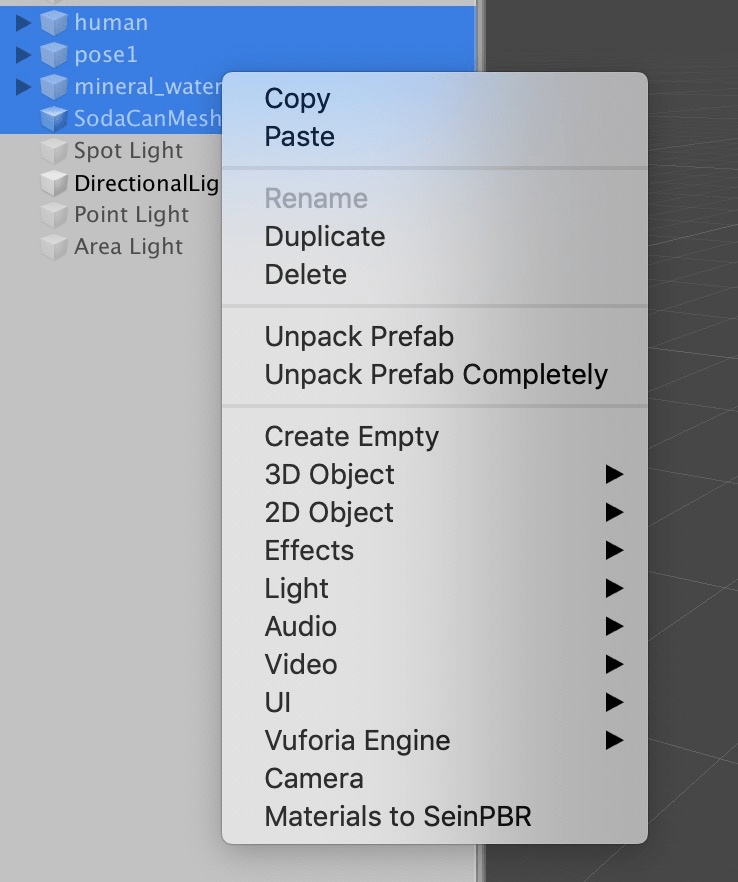 human
pose1
mineral_water
SodaCanMesh
Spot Light
DirectionalLig
Point Light
Area Light
Copy
Paste
Rename
Duplicate
Delete
Unpack Prefab
Unpack Prefab Completely
Create Empty
3D Object
2D Object
Effects
Light
Audio
Video
UI
Vuforia Engine
Camera
Materials to SeinPBR